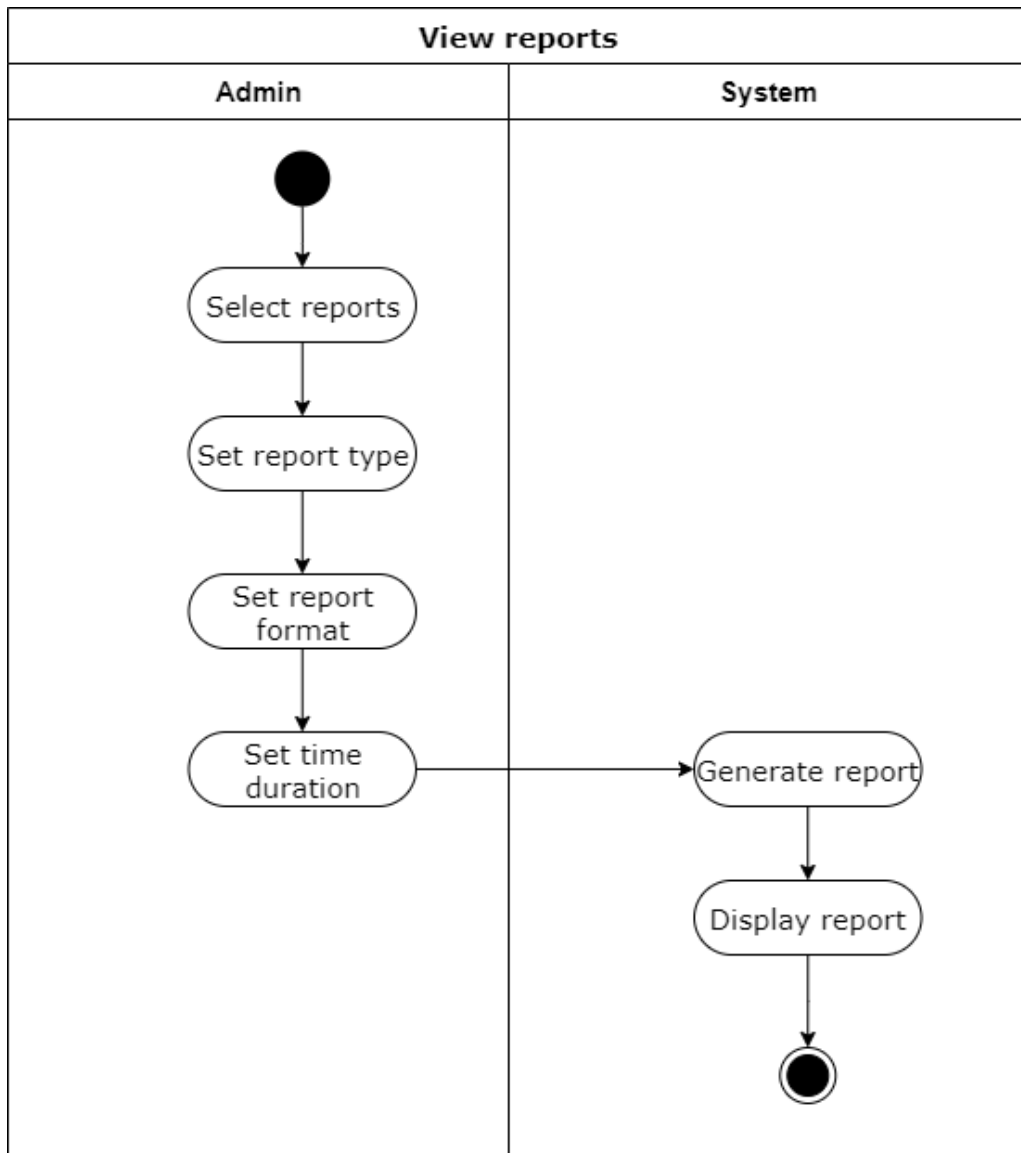 View reports
Admin
System
Select reports
Set report type
Set report
format
Set time
duration
Generate report
Display report